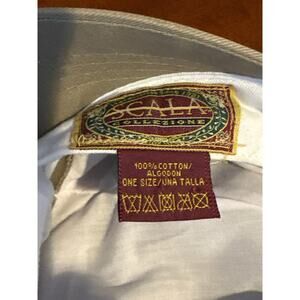 SCALA
COLLEZIONE
100% COTTON/
ALGODON
ONE SIZE/UNA TALLA